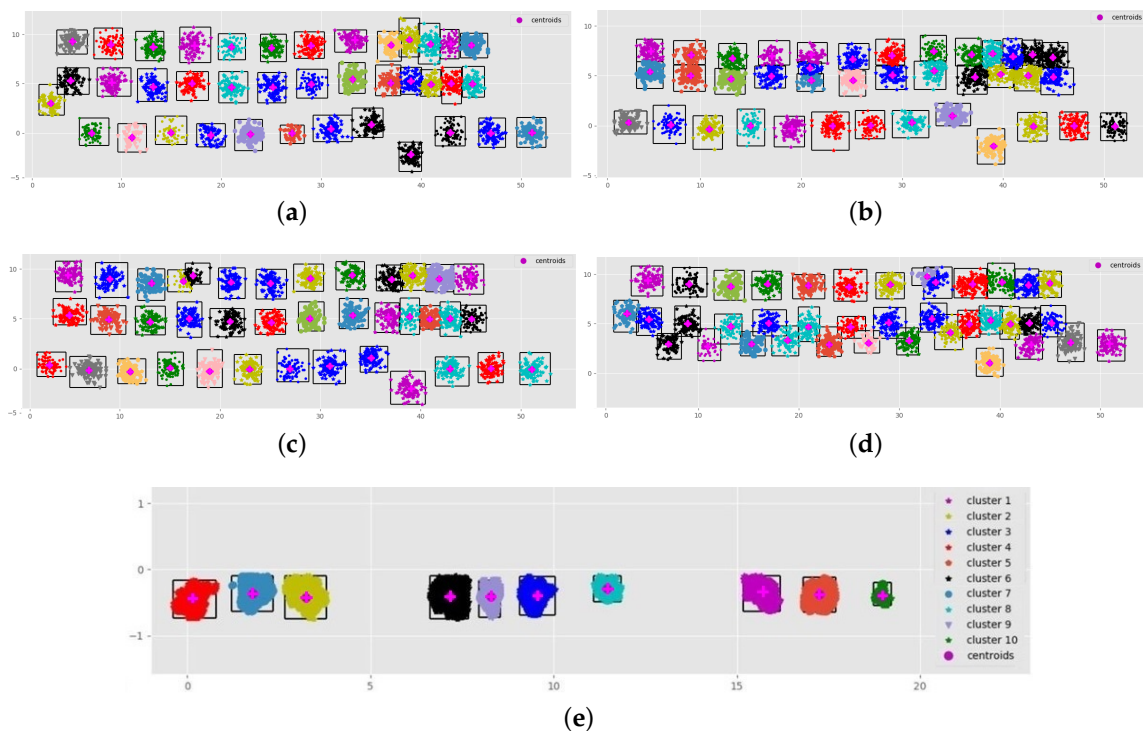 centroids
10
5
0
−5
0 10 20 30 40 50
(a)
centroids
10
5
0
−5
0 10 20 30 40 50
(b)
centroids
10
5
0
−5
0 10 20 30 40 50
(c)
centroids
10
5
0
0 10 20 30 40 50
(d)
1
0
−1
0 5 10 15 20
cluster 1
cluster 2
cluster 3
cluster 4
cluster 5
cluster 6
cluster 7
cluster 8
cluster 9
cluster 10
centroids
(e)